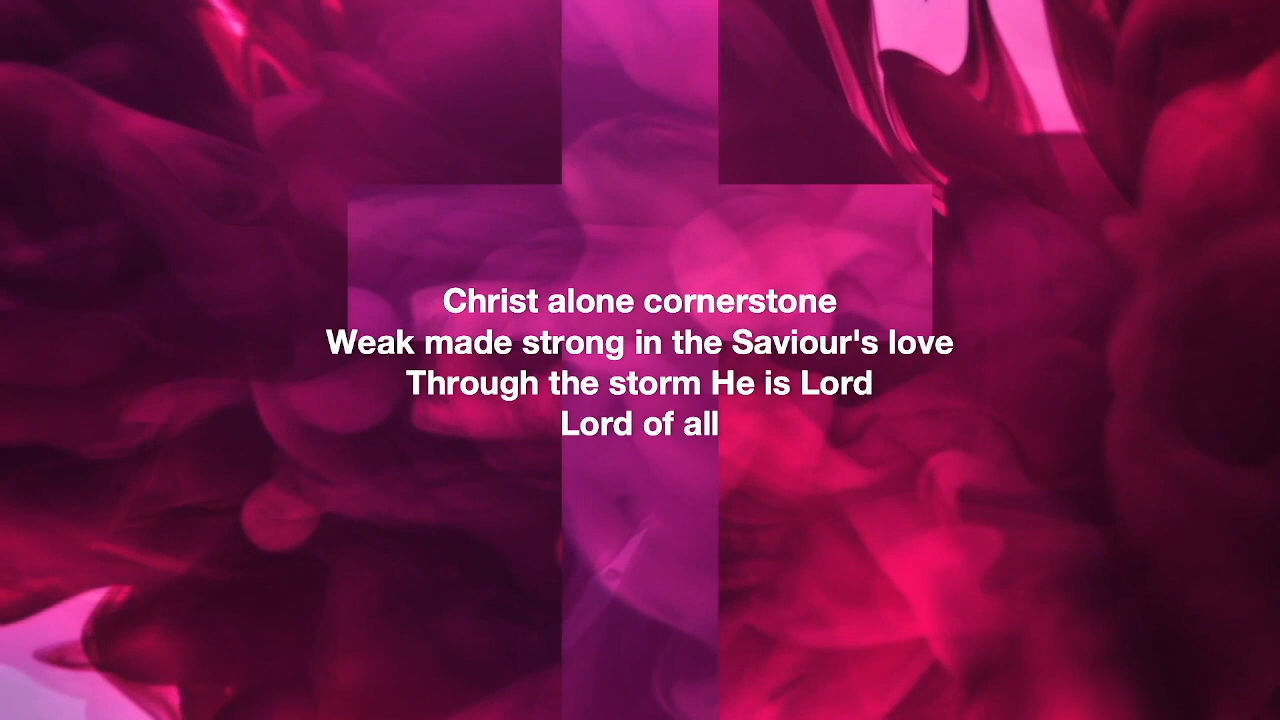 Christ alone cornerstone
Weak made strong in the Saviour's love
Through the storm He is Lord
Lord of all